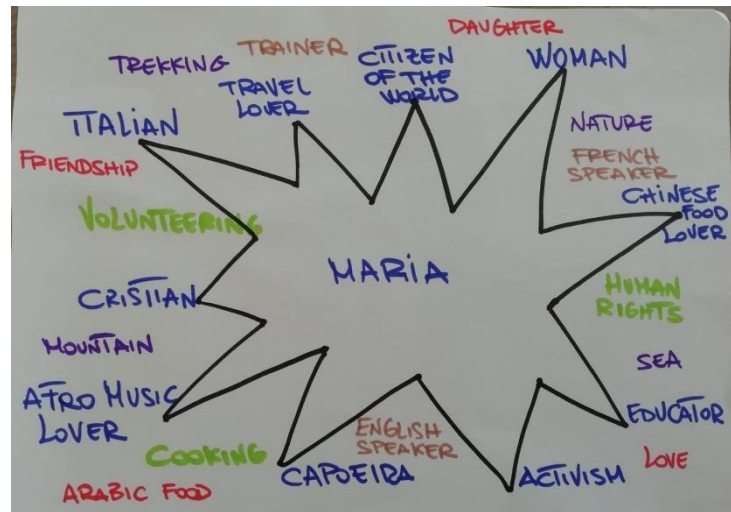 DAUGHTER
TRAINER
CITIZEN
OF THE
WORLD
WOMAN
TREKKING
TRAVEL
LOVER
ITALIAN
NATURE
FRIENDSHIP
FRENCH
SPEAKER
CHINESE
FOOD
LOVER
VOLUNTEERING
MARIA
CRISTIAN
HUMAN
RIGHTS
MOUNTAIN
SEA
AFRO MUSIC
LOVER
EDUCATOR
ENGLISH
SPEAKER
COOKING
CAPOEIRA
ACTIVISM
LOVE
ARABIC FOOD